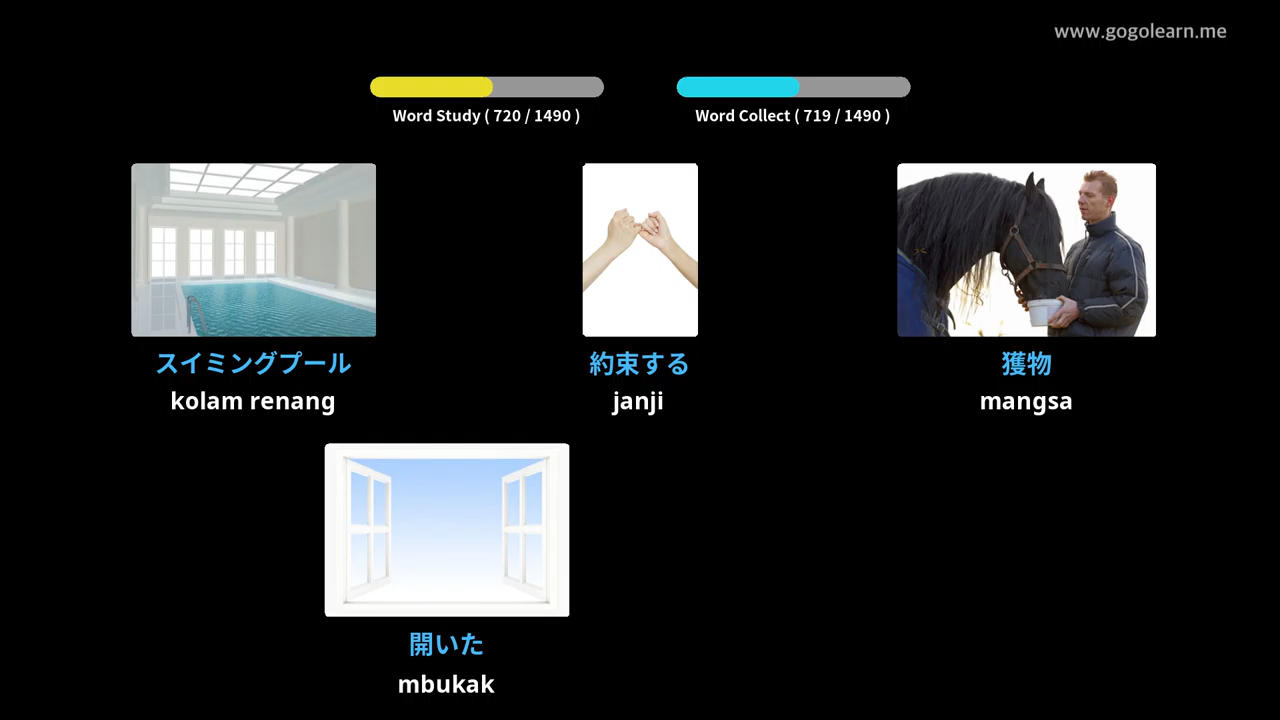 www.gogolearn.me
Word Study ( 720 / 1490 )
Word Collect ( 719 / 1490 )
スイミングプール
kolam renang
約束する
janji
獲物
mangsa
開いた
mbukak